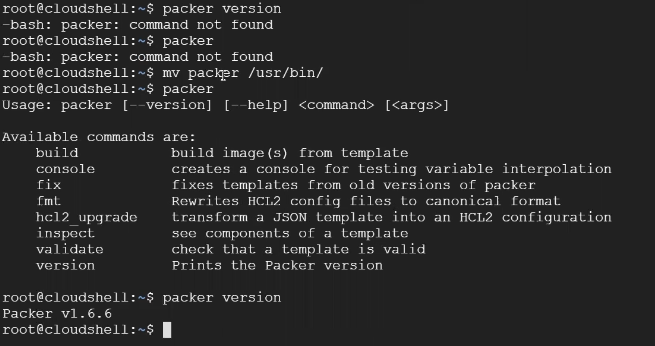 root@cloudshell:~$ packer version
-bash: packer: command not found
root@cloudshell:~$ packer
-bash: packer: command not found
root@cloudshell:~$ mv packer /usr/bin/
root@cloudshell:~$ packer
Usage: packer [--version] [--help] <command> [<args>]
Available commands are:
build build image(s) from template
console creates a console for testing variable interpolation
fix fixes templates from old versions of packer
fmt Rewrites HCL2 config files to canonical format
hcl2_upgrade transform a JSON template into an HCL2 configuration
inspect see components of a template
validate check that a template is valid
version Prints the Packer version
root@cloudshell:~$ packer version
Packer v1.6.6
root@cloudshell:~$